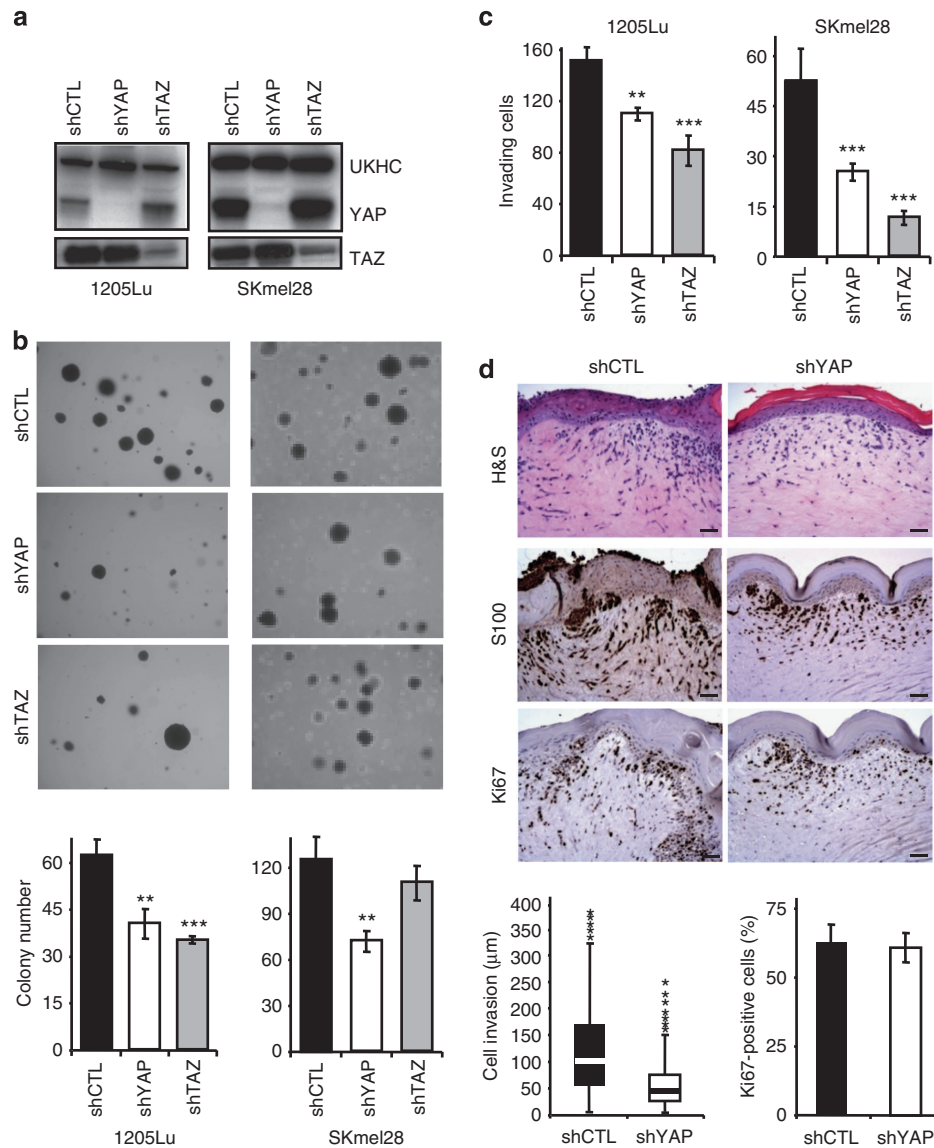 a
shCTL shYAP shTAZ shCTL shYAP shTAZ
UKHC
YAP
TAZ
1205Lu SKmel28
b
shCTL
shYAP
shTAZ
Colony number
60
45
30
15
0
**
***
shCTL shYAP shTAZ
1205Lu
120
90
60
30
0
**
shCTL shYAP shTAZ
SKmel28
c
1205Lu
Invading cells
160
120
80
40
0
**
***
shCTL shYAP shTAZ
SKmel28
60
45
30
15
0
***
***
shCTL shYAP shTAZ
d
shCTL shYAP
H&S
S100
Ki67
Cell invasion (μm)
400
350
300
250
200
150
100
50
0
shCTL shYAP
Ki67-positive cells (%)
75
50
25
0
shCTL shYAP